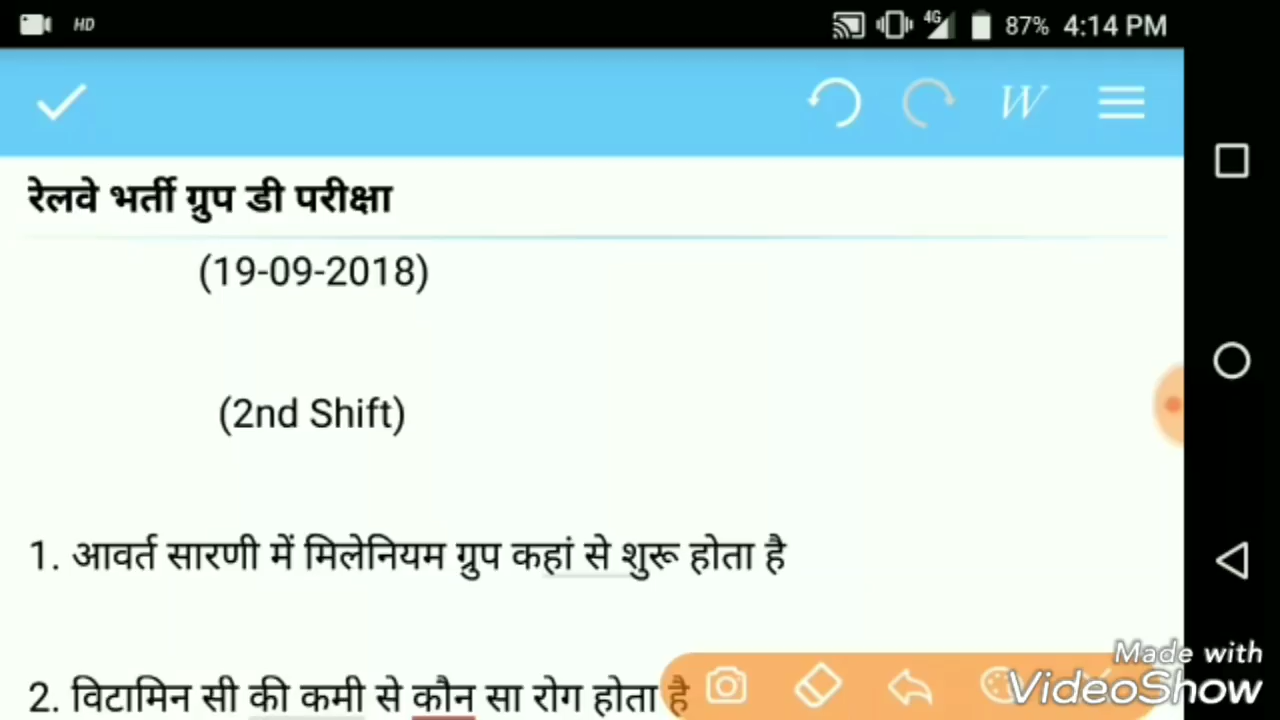 HD 4G 87% 4:14 PM
W
रेलवे भर्ती ग्रुप डी परीक्षा
(19-09-2018)
(2nd Shift)
1. आवर्त सारणी में मिलेनियम ग्रुप कहां से शुरू होता है
2. विटामिन सी की कमी से कौन सा रोग होता है
Made with
VideoShow